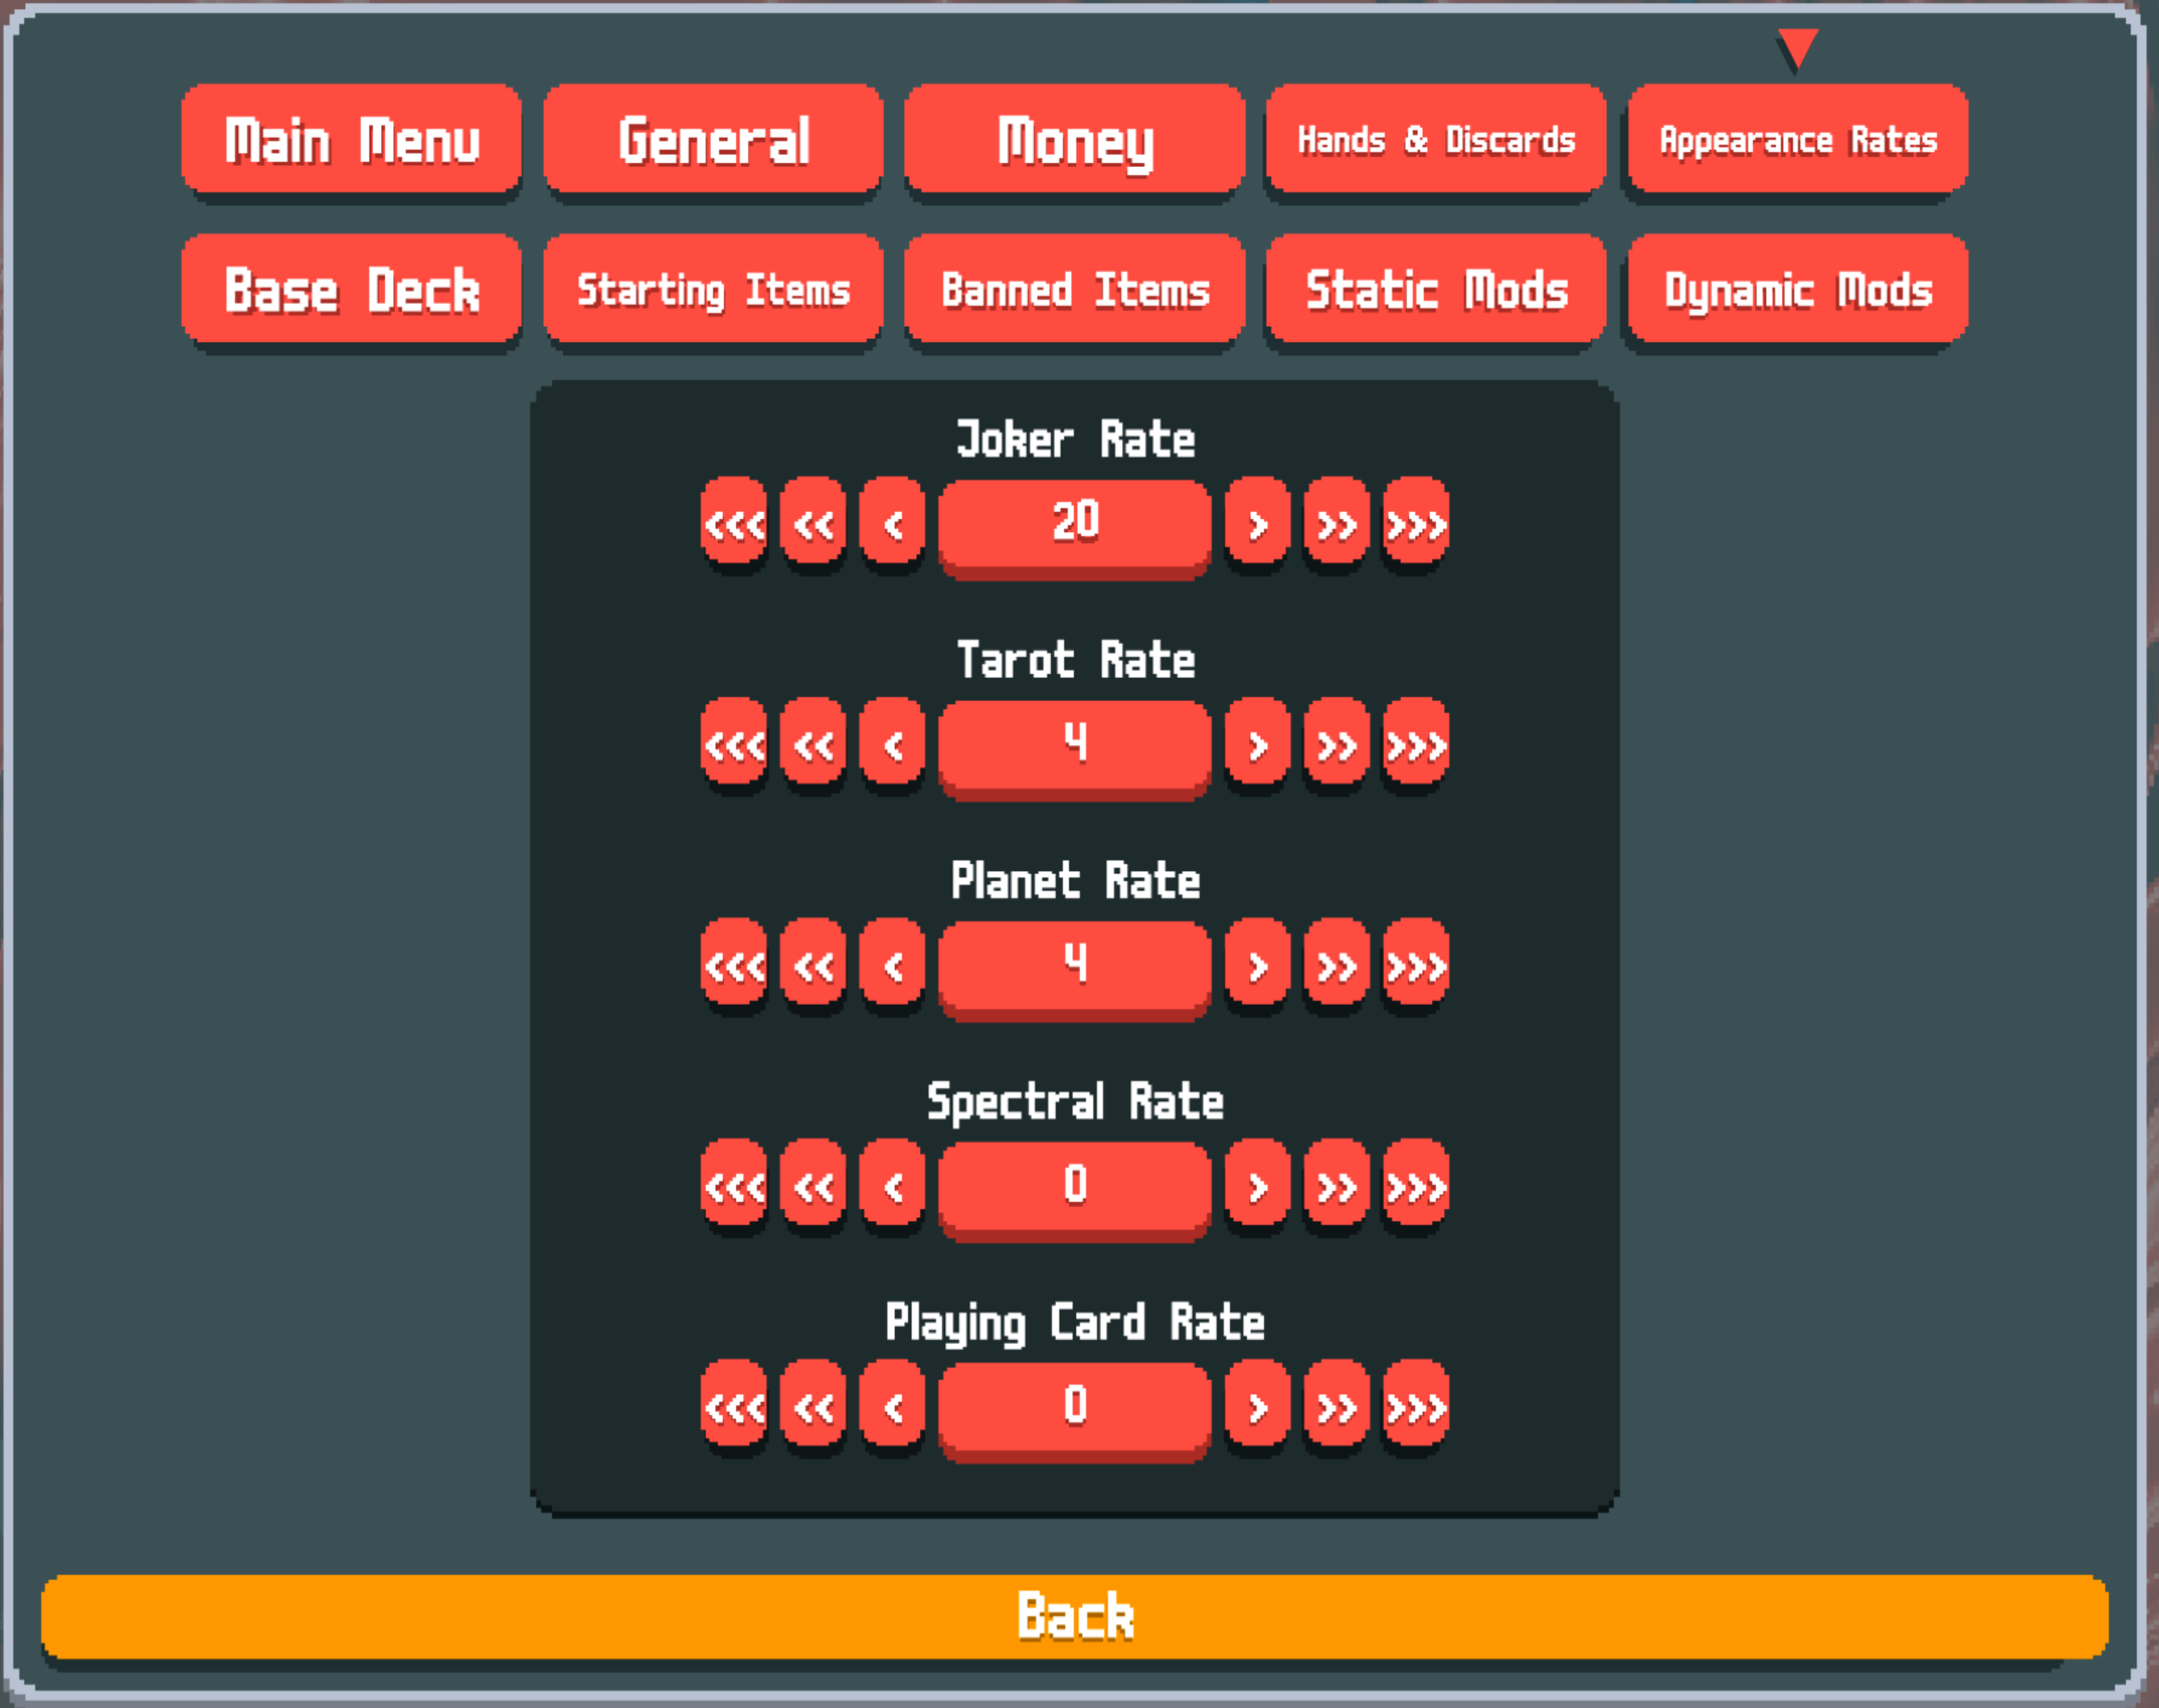 Main Menu General Money Hands & Discards Appearance Rates
Base Deck Starting Items Banned Items Static Mods Dynamic Mods
Joker Rate
<<< << < 20 > >> >>>
Tarot Rate
<<< << < 4 > >> >>>
Planet Rate
<<< << < 4 > >> >>>
Spectral Rate
<<< << < 0 > >> >>>
Playing Card Rate
<<< << < 0 > >> >>>
Back